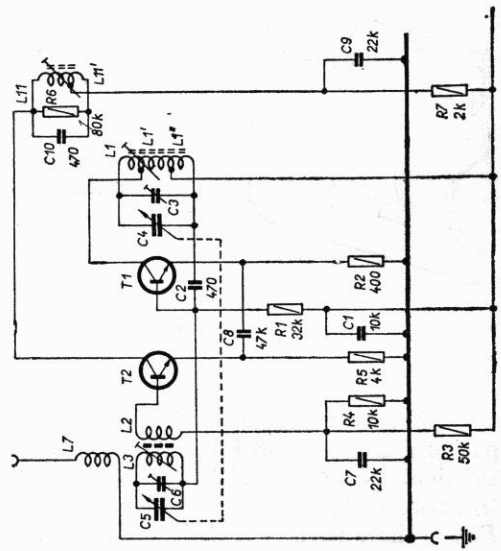 L11
R6
L11'
80k
C10
470
C9
22k
R7
2k
L1
L1'
L1"
C4
C3
T1
C2
470
R2
400
R1
32k
C1
10k
C8
47k
T2
R5
4k
R4
10k
L2
L3
C5
C6
C7
22k
R3
50k
L7